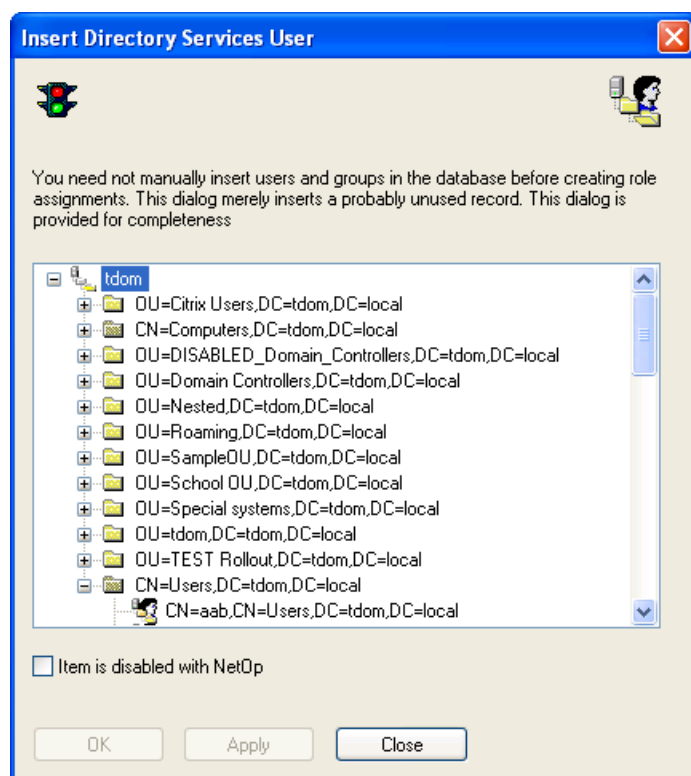 Insert Directory Services User
You need not manually insert users and groups in the database before creating role
assignments. This dialog merely inserts a probably unused record. This dialog is
provided for completeness
tdom
OU=Citrix Users,DC=tdom,DC=local
CN=Computers,DC=tdom,DC=local
OU=DISABLED_Domain_Controllers,DC=tdom,DC=local
OU=Domain Controllers,DC=tdom,DC=local
OU=Nested,DC=tdom,DC=local
OU=Roaming,DC=tdom,DC=local
OU=SampleOU,DC=tdom,DC=local
OU=School OU,DC=tdom,DC=local
OU=Special systems,DC=tdom,DC=local
OU=tdom,DC=tdom,DC=local
OU=TEST Rollout,DC=tdom,DC=local
CN=Users,DC=tdom,DC=local
CN=aab,CN=Users,DC=tdom,DC=local
Item is disabled with NetOp
OK Apply Close